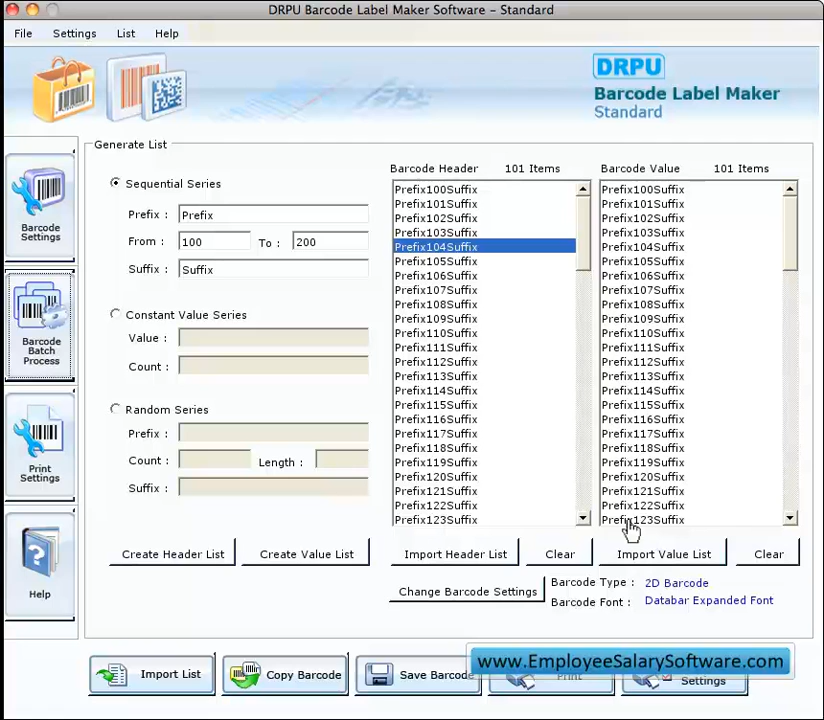 DRPU Barcode Label Maker Software - Standard
File Settings List Help
DRPU
Barcode Label Maker
Standard
Barcode Settings
Barcode Batch Process
Print Settings
Help
Generate List
Sequential Series
Prefix : Prefix
From : 100 To : 200
Suffix : Suffix
Constant Value Series
Value :
Count :
Random Series
Prefix :
Count : Length :
Suffix :
Create Header List Create Value List
Barcode Header 101 Items
Prefix100Suffix
Prefix101Suffix
Prefix102Suffix
Prefix103Suffix
Prefix104Suffix
Prefix105Suffix
Prefix106Suffix
Prefix107Suffix
Prefix108Suffix
Prefix109Suffix
Prefix110Suffix
Prefix111Suffix
Prefix112Suffix
Prefix113Suffix
Prefix114Suffix
Prefix115Suffix
Prefix116Suffix
Prefix117Suffix
Prefix118Suffix
Prefix119Suffix
Prefix120Suffix
Prefix121Suffix
Prefix122Suffix
Prefix123Suffix
Barcode Value 101 Items
Prefix100Suffix
Prefix101Suffix
Prefix102Suffix
Prefix103Suffix
Prefix104Suffix
Prefix105Suffix
Prefix106Suffix
Prefix107Suffix
Prefix108Suffix
Prefix109Suffix
Prefix110Suffix
Prefix111Suffix
Prefix112Suffix
Prefix113Suffix
Prefix114Suffix
Prefix115Suffix
Prefix116Suffix
Prefix117Suffix
Prefix118Suffix
Prefix119Suffix
Prefix120Suffix
Prefix121Suffix
Prefix122Suffix
Prefix123Suffix
Import Header List Clear Import Value List Clear
Change Barcode Settings
Barcode Type : 2D Barcode
Barcode Font : Databar Expanded Font
Import List Copy Barcode Save Barcode Print Settings
www.EmployeeSalarySoftware.com